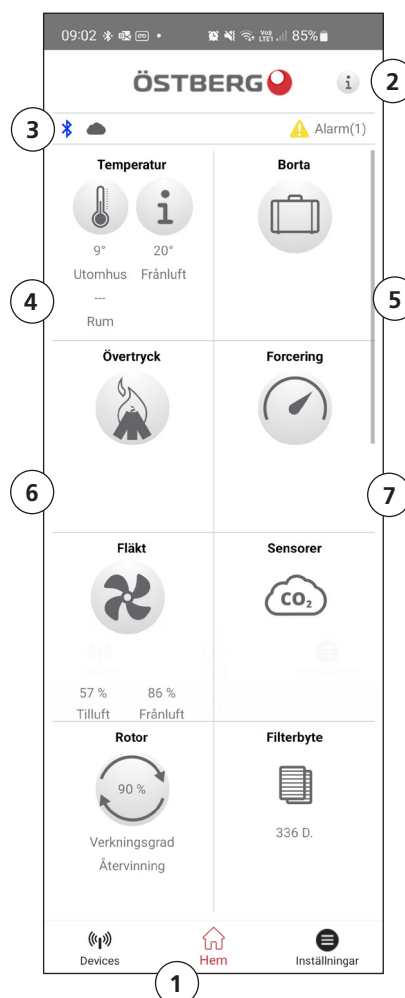 09:02 VoD LTE1 85%
ÖSTBERG
i
2
3
Alarm(1)
Temperatur
Borta
i
9° 20°
Utomhus Frånluft
---
Rum
4
5
Övertryck
Forcering
6
7
Fläkt
Sensorer
CO₂
57 % 86 %
Tilluft Frånluft
Rotor
Filterbyte
90 %
336 D.
Verkningsgrad
Återvinning
Devices
Hem
Inställningar
1